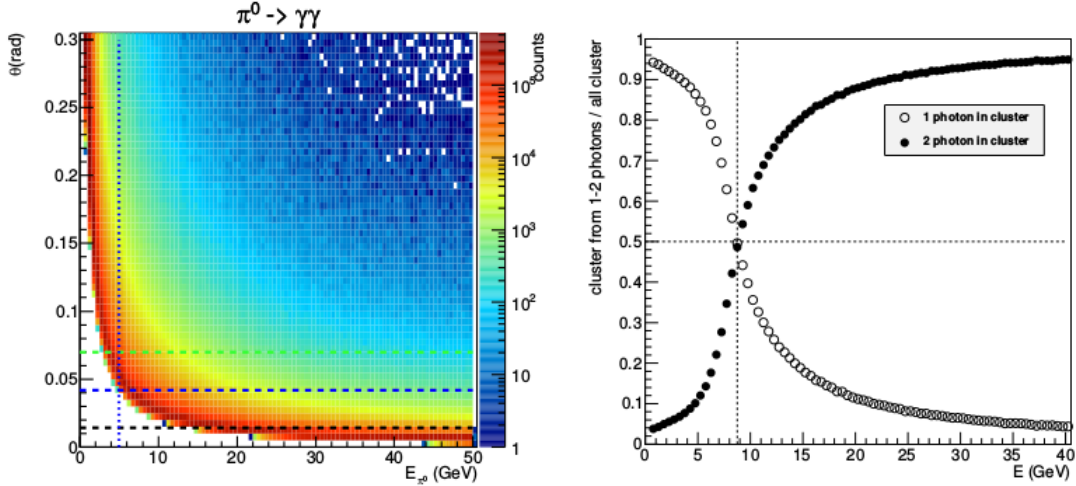 π⁰ -> γγ
θ(rad)
0.3
0.25
0.2
0.15
0.1
0.05
0
0 10 20 30 40 50
E_π⁰ (GeV)
counts
10⁵
10⁴
10³
10²
10
1
cluster from 1-2 photons / all cluster
1
0.9
0.8
0.7
0.6
0.5
0.4
0.3
0.2
0.1
0
0 5 10 15 20 25 30 35 40
E (GeV)
1 photon in cluster
2 photon in cluster